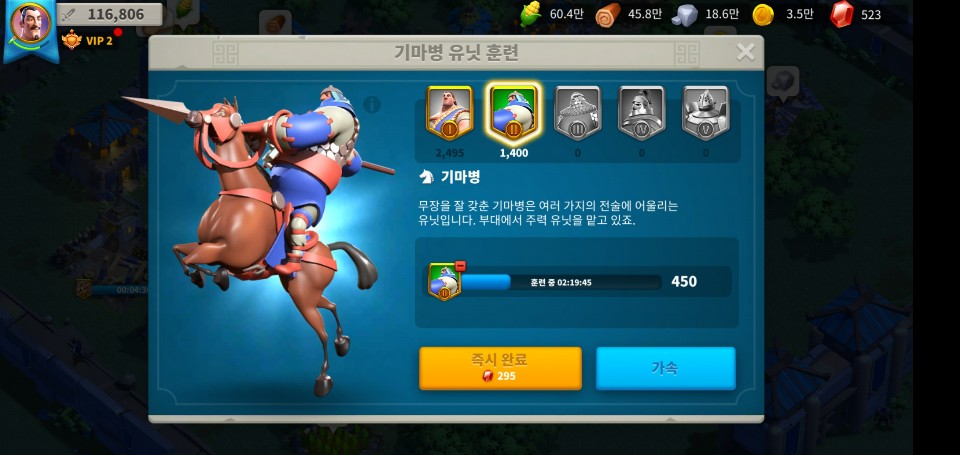 116,806
VIP 2
60.4만
45.8만
18.6만
3.5만
523
기마병 유닛 훈련
I
II
III
IV
V
2,495
1,400
0
0
0
기마병
무장을 잘 갖춘 기마병은 여러 가지의 전술에 어울리는
유닛입니다. 부대에서 주력 유닛을 맡고 있죠.
II
훈련 중 02:19:45
450
즉시 완료
295
가속